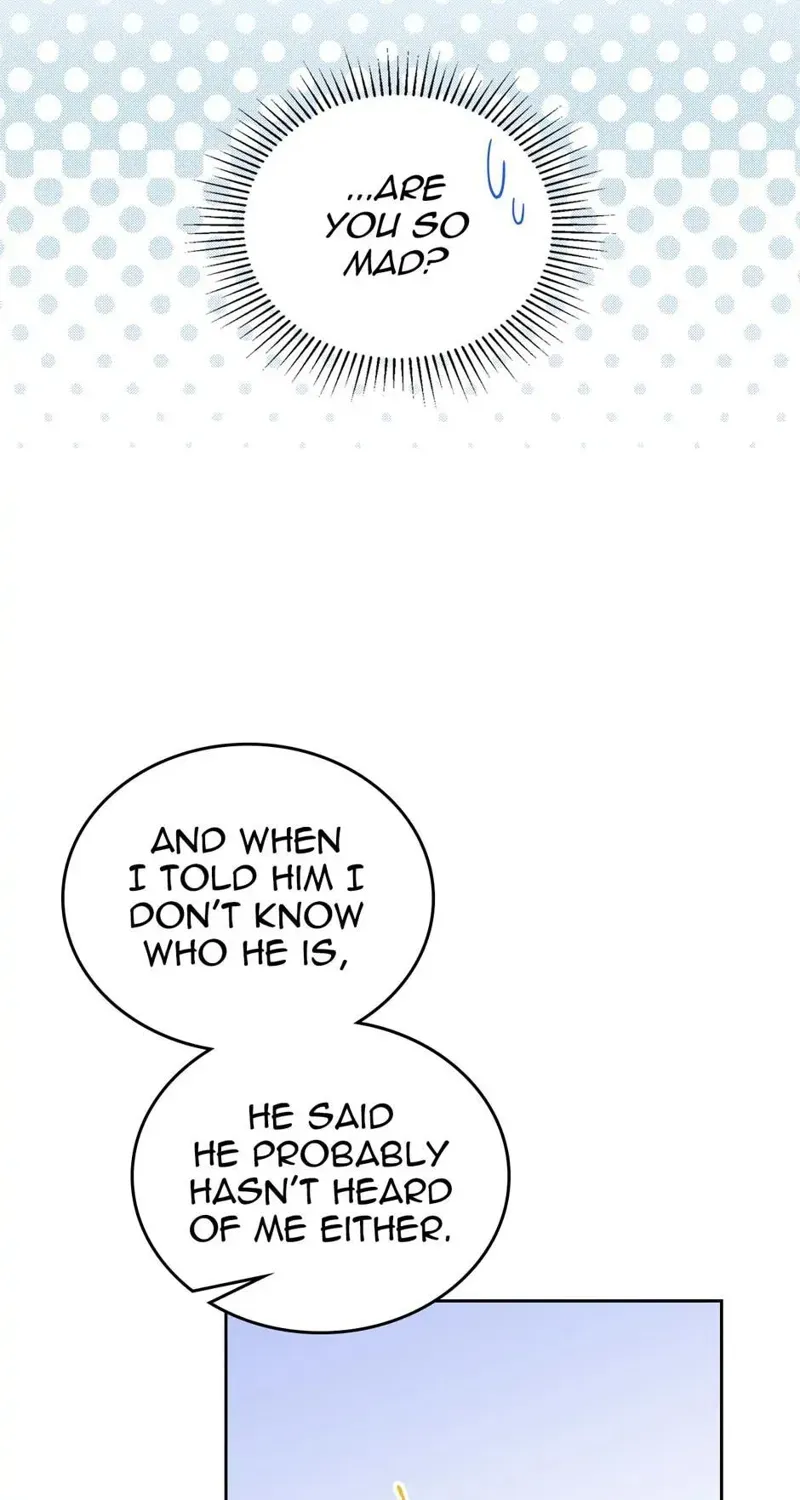 ...ARE
YOU SO
MAD?
AND WHEN
I TOLD HIM I
DON'T KNOW
WHO HE IS,
HE SAID
HE PROBABLY
HASN'T HEARD
OF ME EITHER.